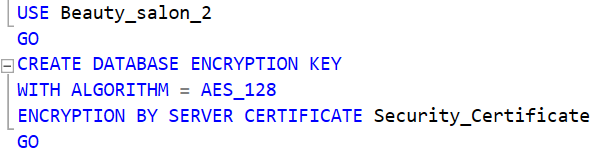 USE Beauty_salon_2
GO
CREATE DATABASE ENCRYPTION KEY
WITH ALGORITHM = AES_128
ENCRYPTION BY SERVER CERTIFICATE Security_Certificate
GO